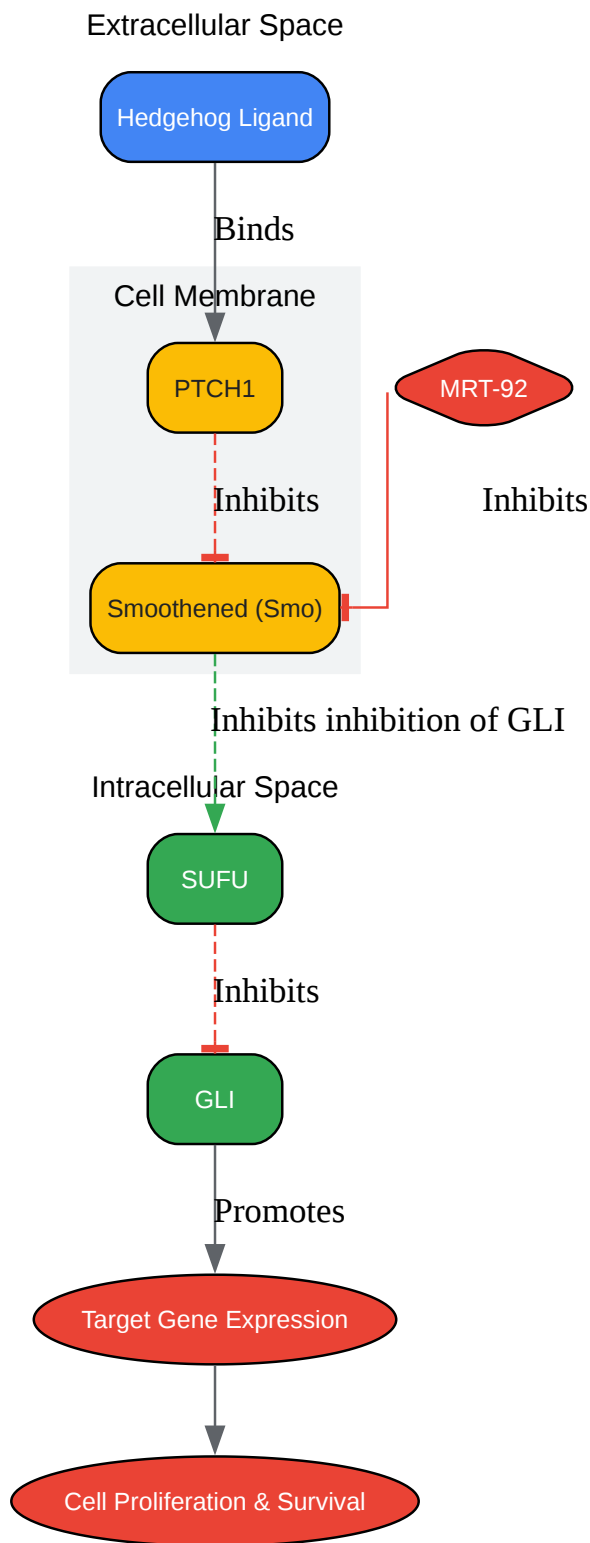 Extracellular Space
Hedgehog Ligand
Binds
Cell Membrane
PTCH1
MRT-92
Inhibits
Inhibits
Smoothened (Smo)
Inhibits inhibition of GLI
Intracellular Space
SUFU
Inhibits
GLI
Promotes
Target Gene Expression
Cell Proliferation & Survival